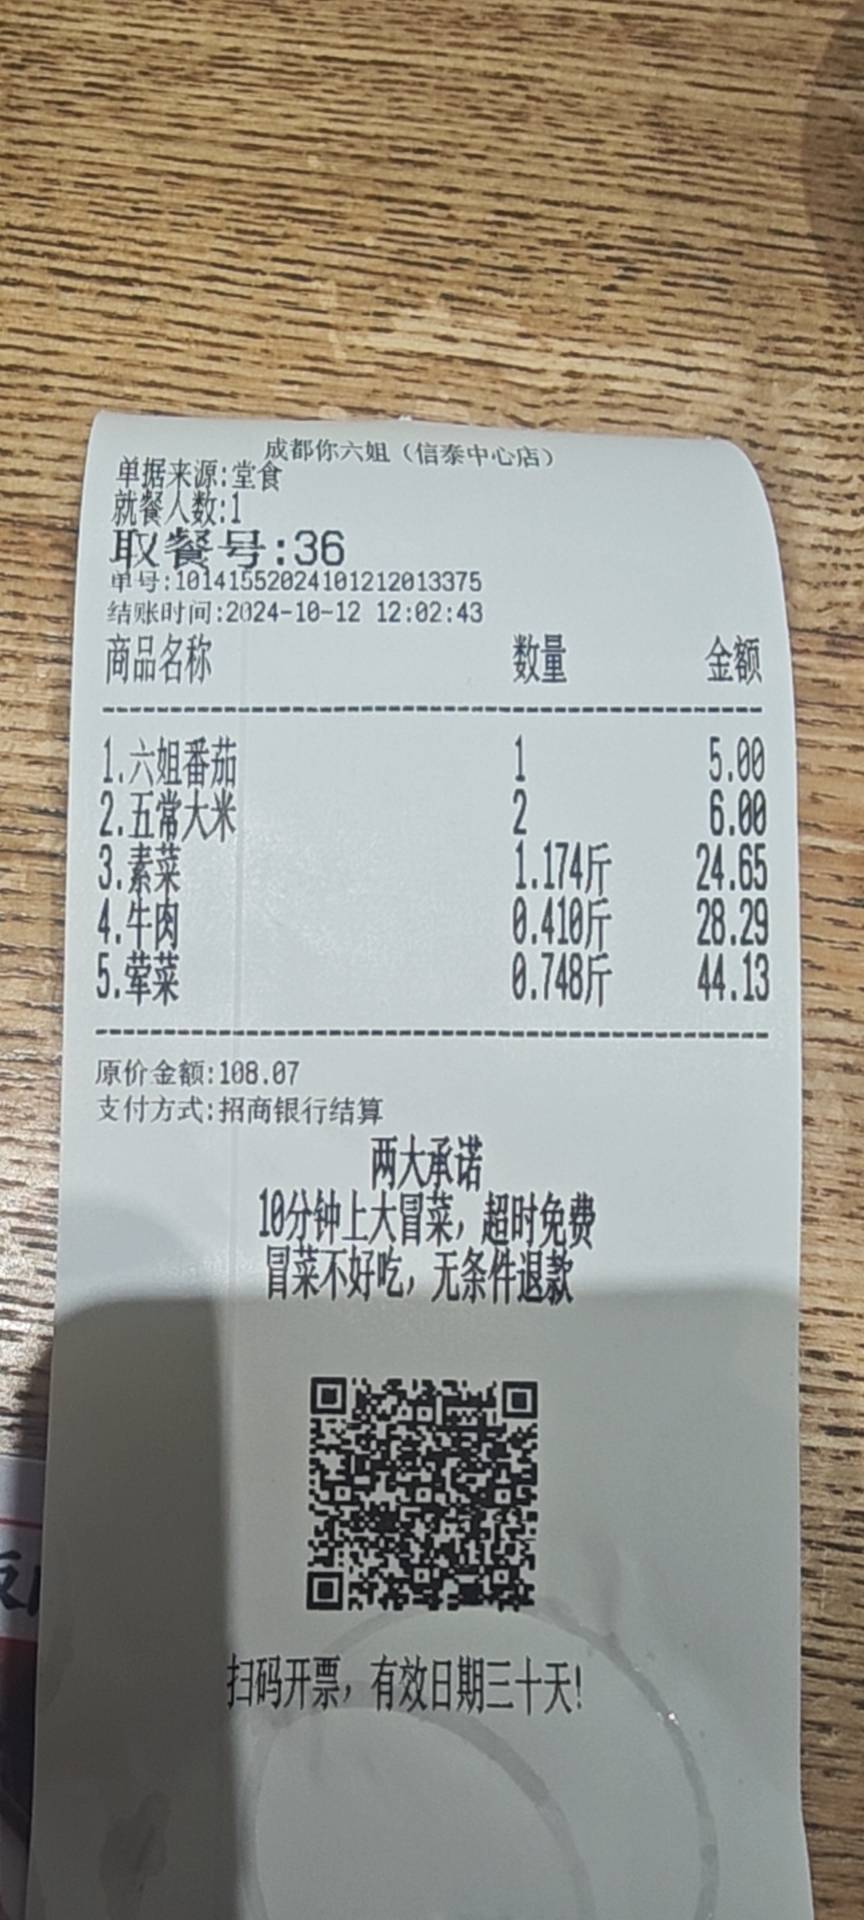 成都你六姐（信泰中心店）
单据来源:堂食
就餐人数:1
取餐号:36
单号:10141552024101212013375
结账时间:2024-10-12 12:02:43
商品名称 数量 金额
1.六姐番茄 1 5.00
2.五常大米 2 6.00
3.素菜 1.174斤 24.65
4.牛肉 0.410斤 28.29
5.荤菜 0.748斤 44.13
原价金额:108.07
支付方式:招商银行结算
两大承诺
10分钟上大冒菜，超时免费
冒菜不好吃，无条件退款
扫码开票，有效日期三十天!